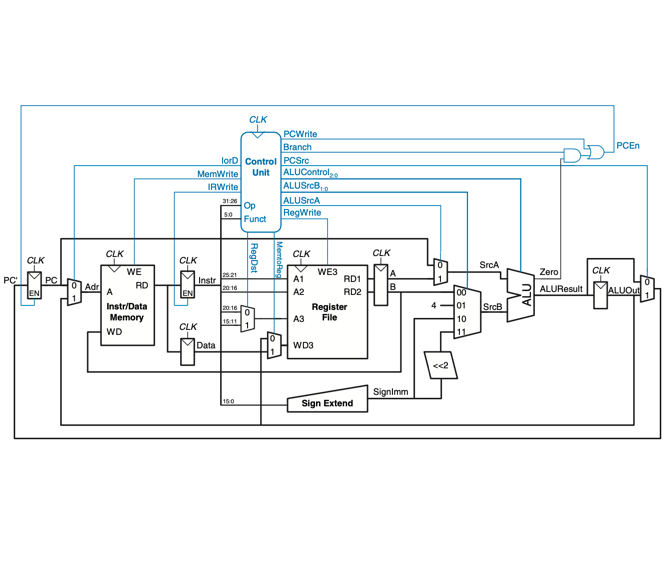 CLK
PCWrite
Branch
PCEn
IorD
Control
Unit
PCSrc
MemWrite
ALUControl2:0
IRWrite
ALUSrcB1:0
31:26 Op
ALUSrcA
5:0 Funct
RegWrite
RegDst
MemtoReg
CLK
CLK
CLK
CLK
CLK
CLK
PC'
PC
EN
0
1
Adr
A
WE
RD
Instr/Data
Memory
WD
EN
Instr
25:21
20:16
20:16
15:11
0
1
CLK
Data
0
1
A1
A2
A3
WD3
WE3
RD1
RD2
Register
File
A
B
0
1
SrcA
4
00
01
10
11
SrcB
ALU
Zero
ALUResult
ALUOut
0
1
<<2
SignImm
15:0
Sign Extend